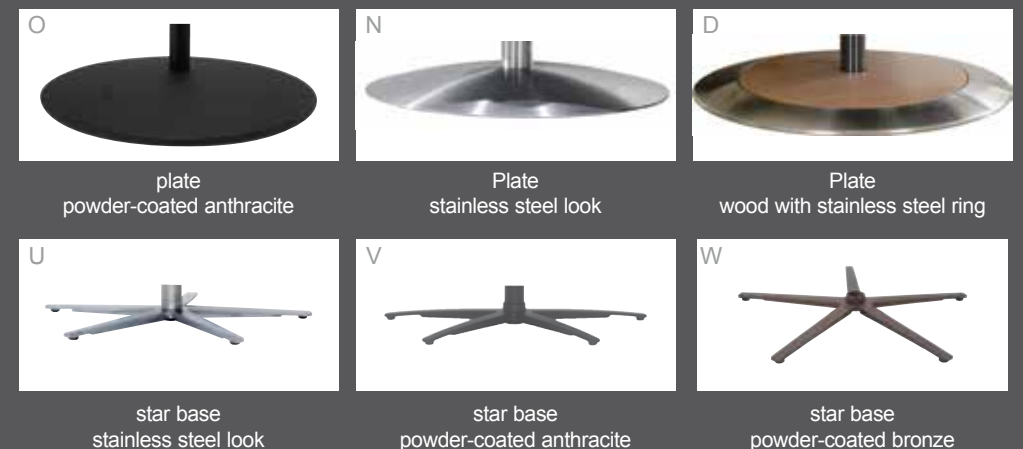 O
N
D
plate
powder-coated anthracite
Plate
stainless steel look
Plate
wood with stainless steel ring
U
V
W
star base
stainless steel look
star base
powder-coated anthracite
star base
powder-coated bronze